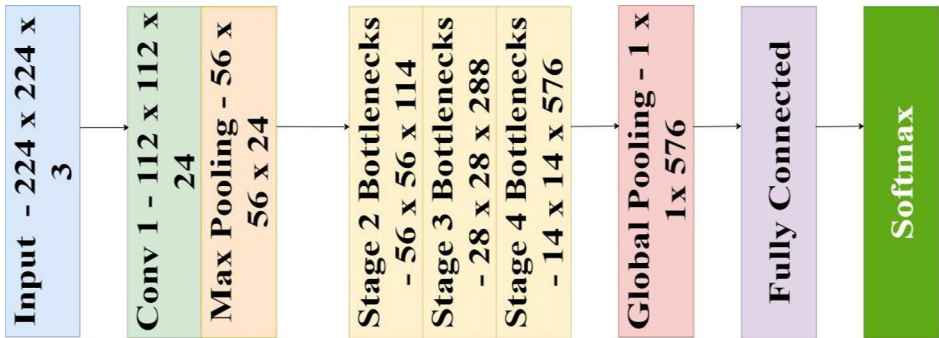 Input - 224 x 224 x
3
Conv 1 - 112 x 112 x
24
Max Pooling - 56 x
56 x 24
Stage 2 Bottlenecks
- 56 x 56 x 114
Stage 3 Bottlenecks
- 28 x 28 x 288
Stage 4 Bottlenecks
- 14 x 14 x 576
Global Pooling - 1 x
1x 576
Fully Connected
Softmax